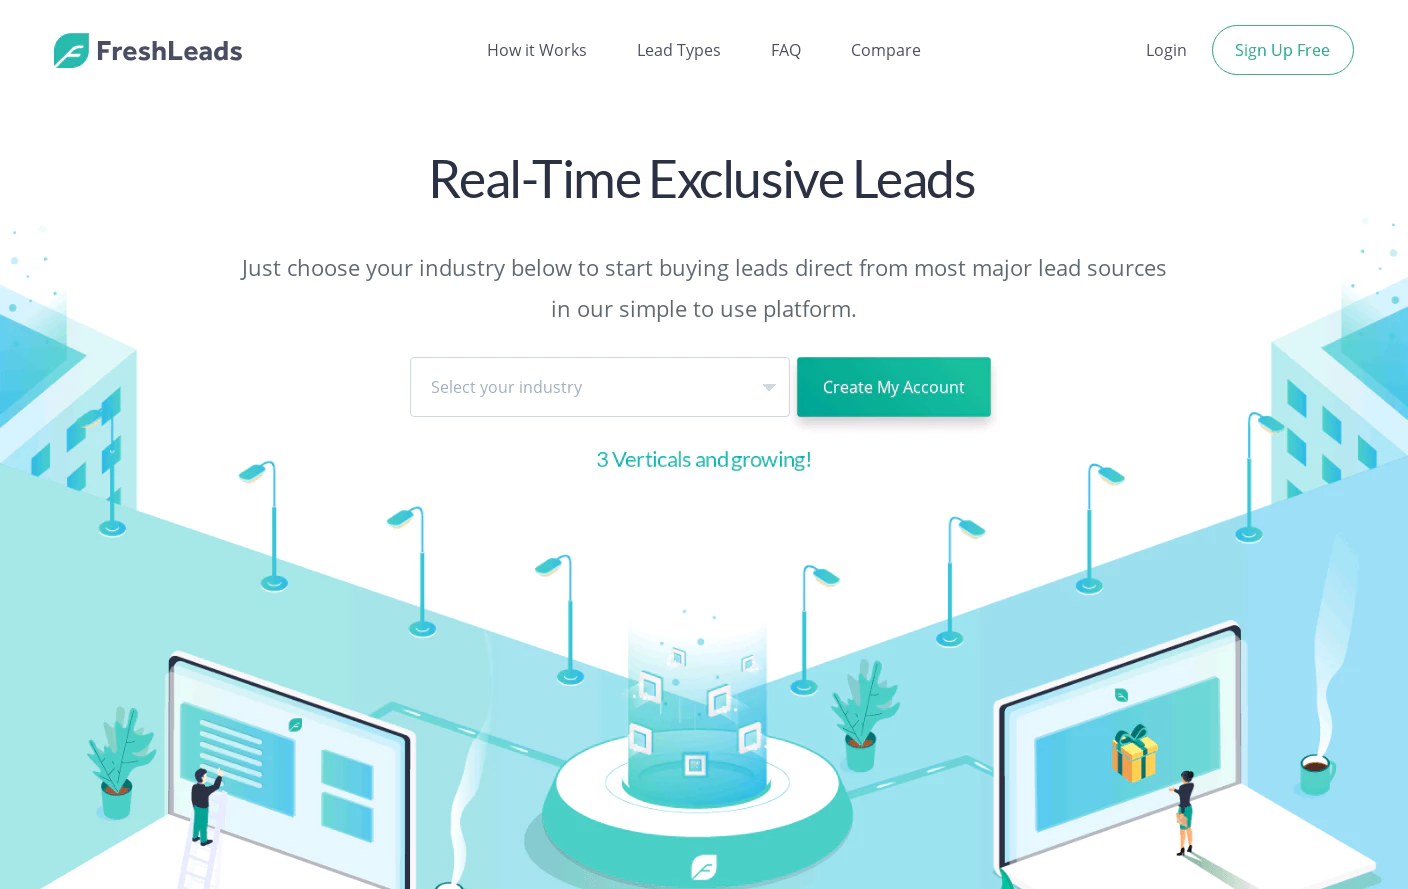 FreshLeads
How it Works
Lead Types
FAQ
Compare
Login
Sign Up Free
Real-Time Exclusive Leads
Just choose your industry below to start buying leads direct from most major lead sources
in our simple to use platform.
Select your industry
Create My Account
3 Verticals and growing!